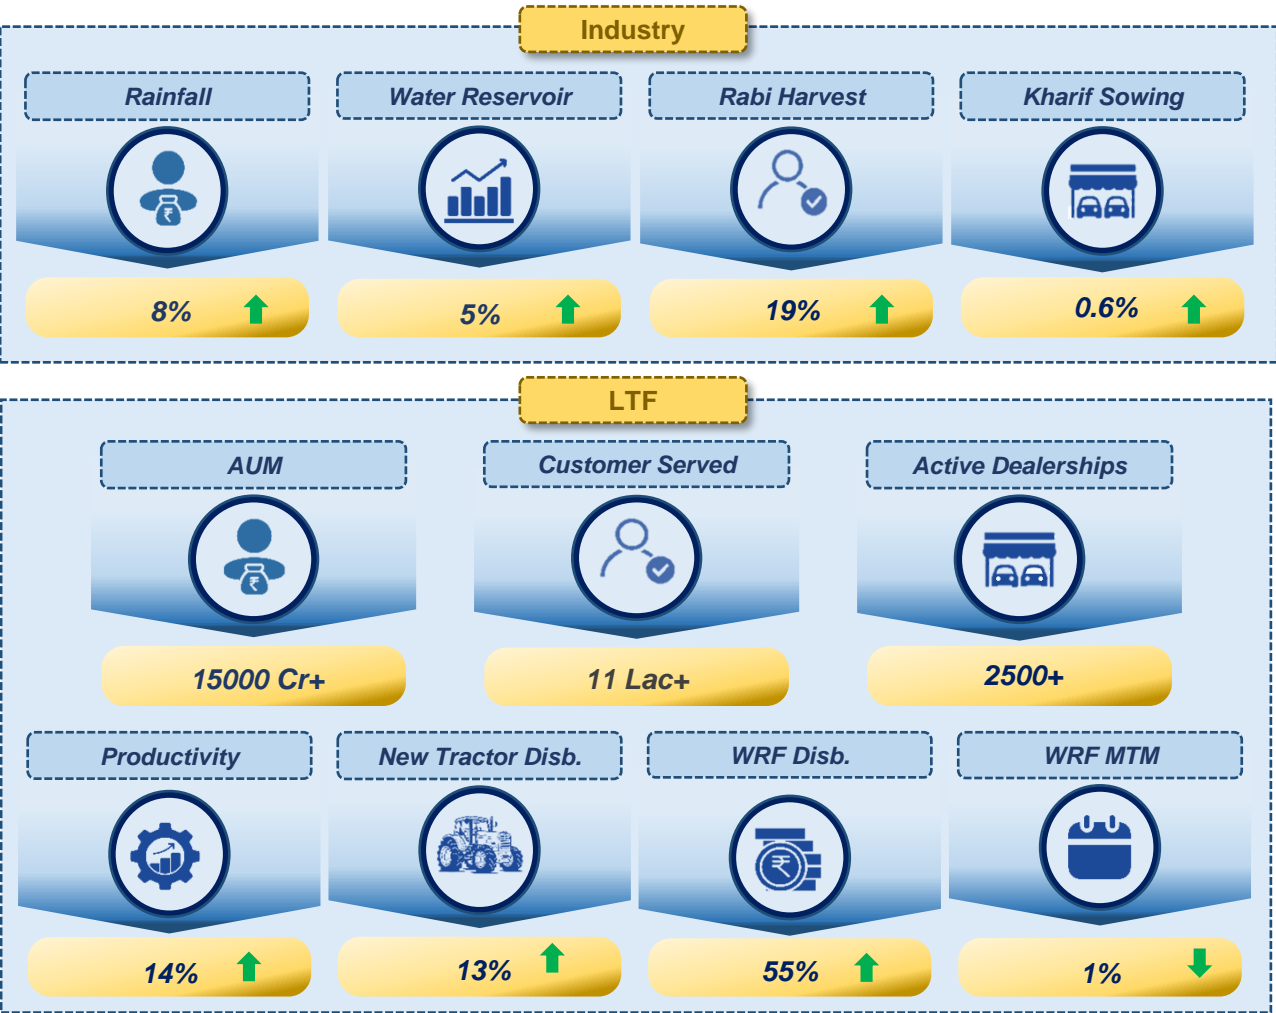 Industry
Rainfall
Water Reservoir
Rabi Harvest
Kharif Sowing
₹
8%
5%
19%
0.6%
LTF
AUM
Customer Served
Active Dealerships
₹
15000 Cr+
11 Lac+
2500+
Productivity
New Tractor Disb.
WRF Disb.
WRF MTM
₹
14%
13%
55%
1%